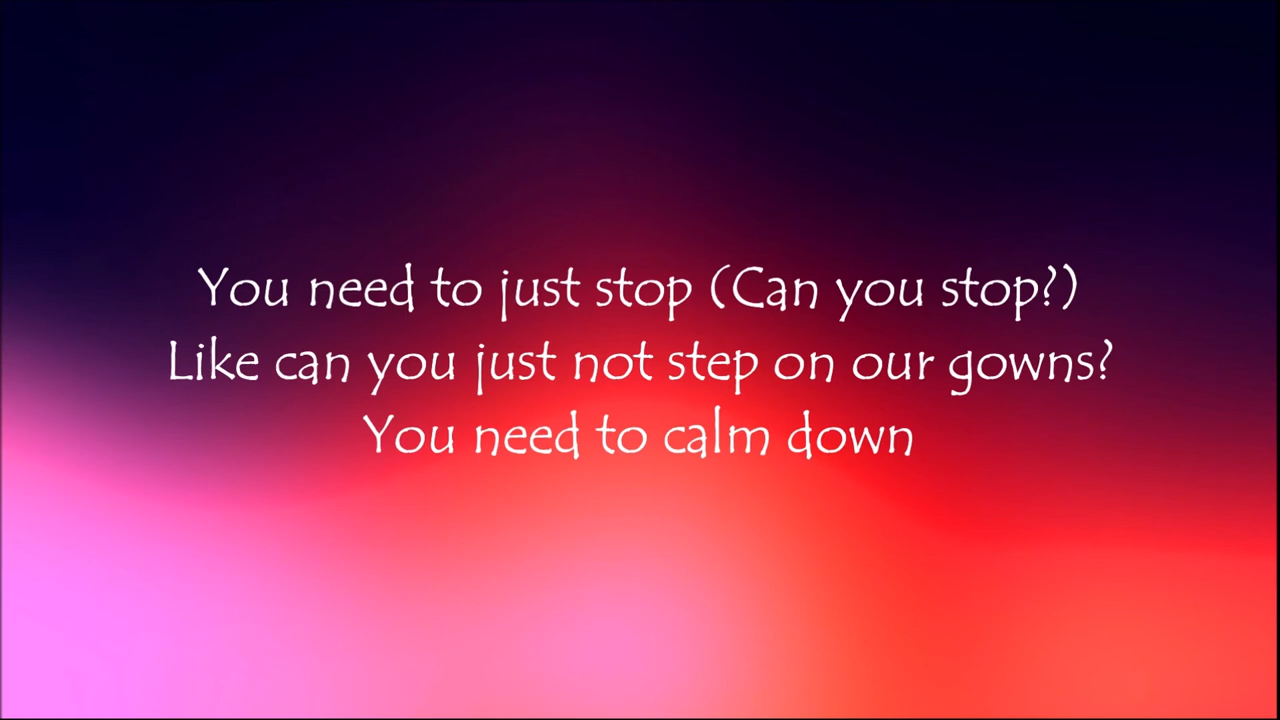 You need to just stop (Can you stop?)
Like can you just not step on our gowns?
You need to calm down